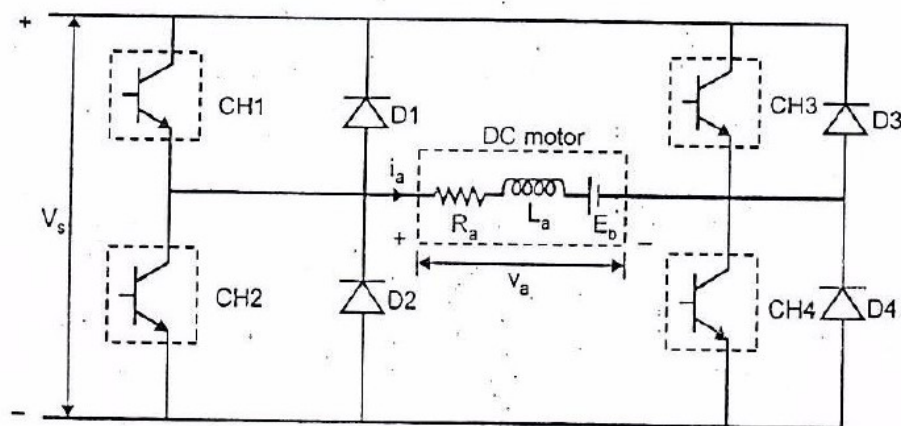 +
CH1
D1
CH3
D3
DC motor
i_a
V_s
R_a
L_a
E_b
+
−
V_a
CH2
D2
CH4
D4
−